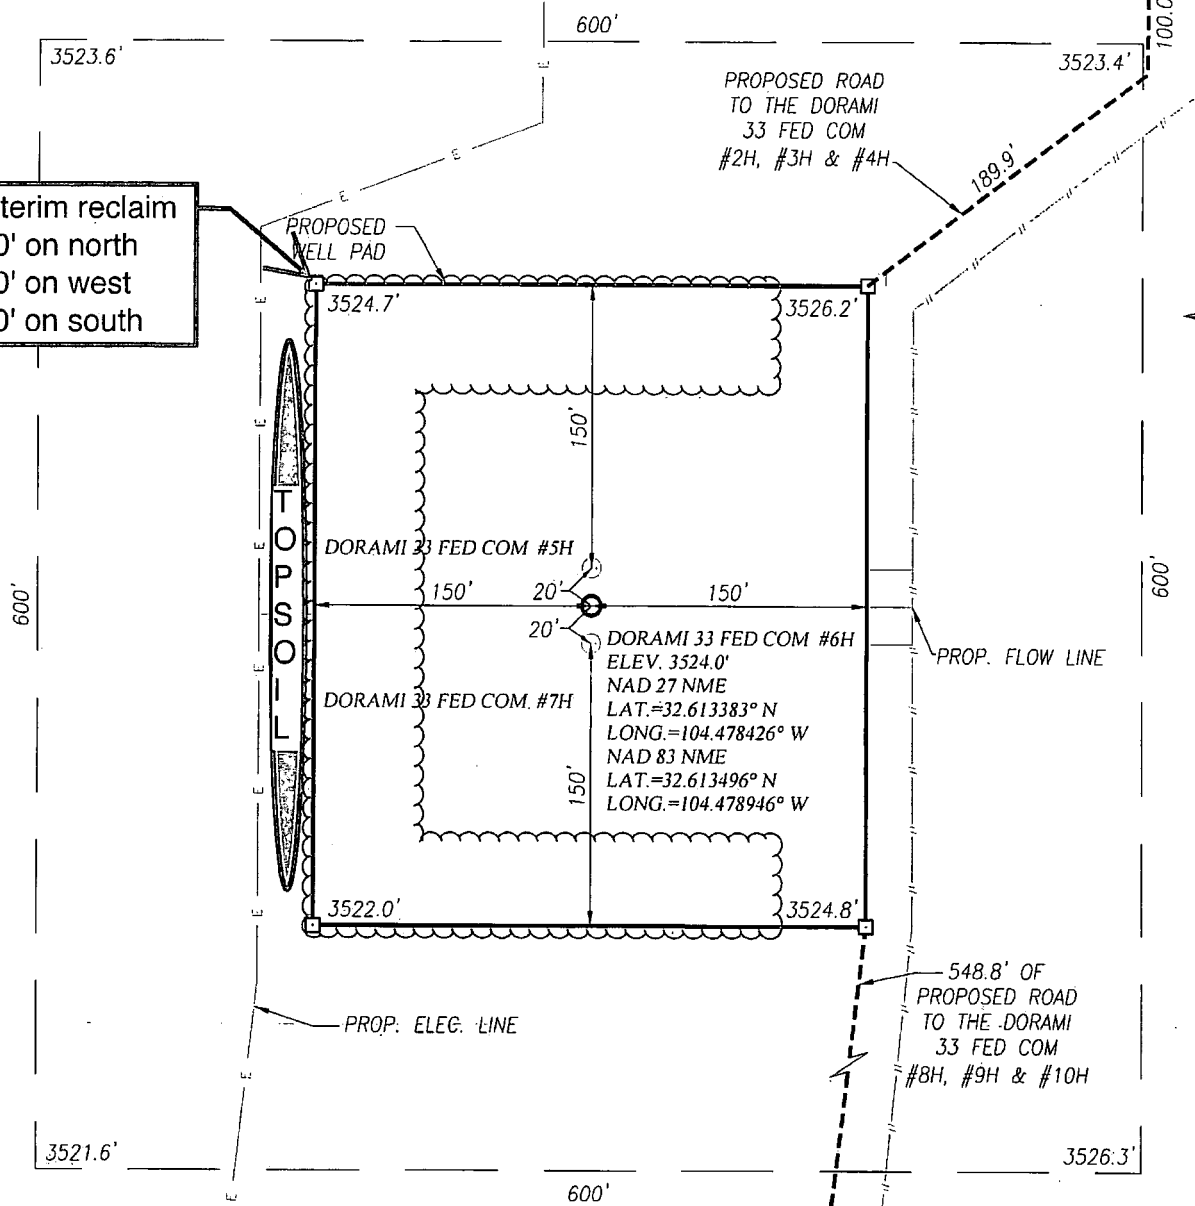 600'
100.0
3523.6'
3523.4'
PROPOSED ROAD
TO THE DORAMI
33 FED COM
#2H, #3H & #4H
189.9'
E
E
E
terim reclaim
0' on north
0' on west
0' on south
PROPOSED
WELL PAD
3524.7'
3526.2'
E
E
E
E
E
E
E
E
TOPSOIL
150'
DORAMI 33 FED COM #5H
150'
20'
150'
20'
600'
600'
DORAMI 33 FED COM #6H
ELEV. 3524.0'
NAD 27 NME
LAT.=32.613383° N
LONG.=104.478426° W
NAD 83 NME
LAT.=32.613496° N
LONG.=104.478946° W
PROP. FLOW LINE
DORAMI 33 FED COM. #7H
150'
3522.0'
3524.8'
548.8' OF
PROPOSED ROAD
TO THE DORAMI
33 FED COM
#8H, #9H & #10H
PROP. ELEC. LINE
3521.6'
3526.3'
600'